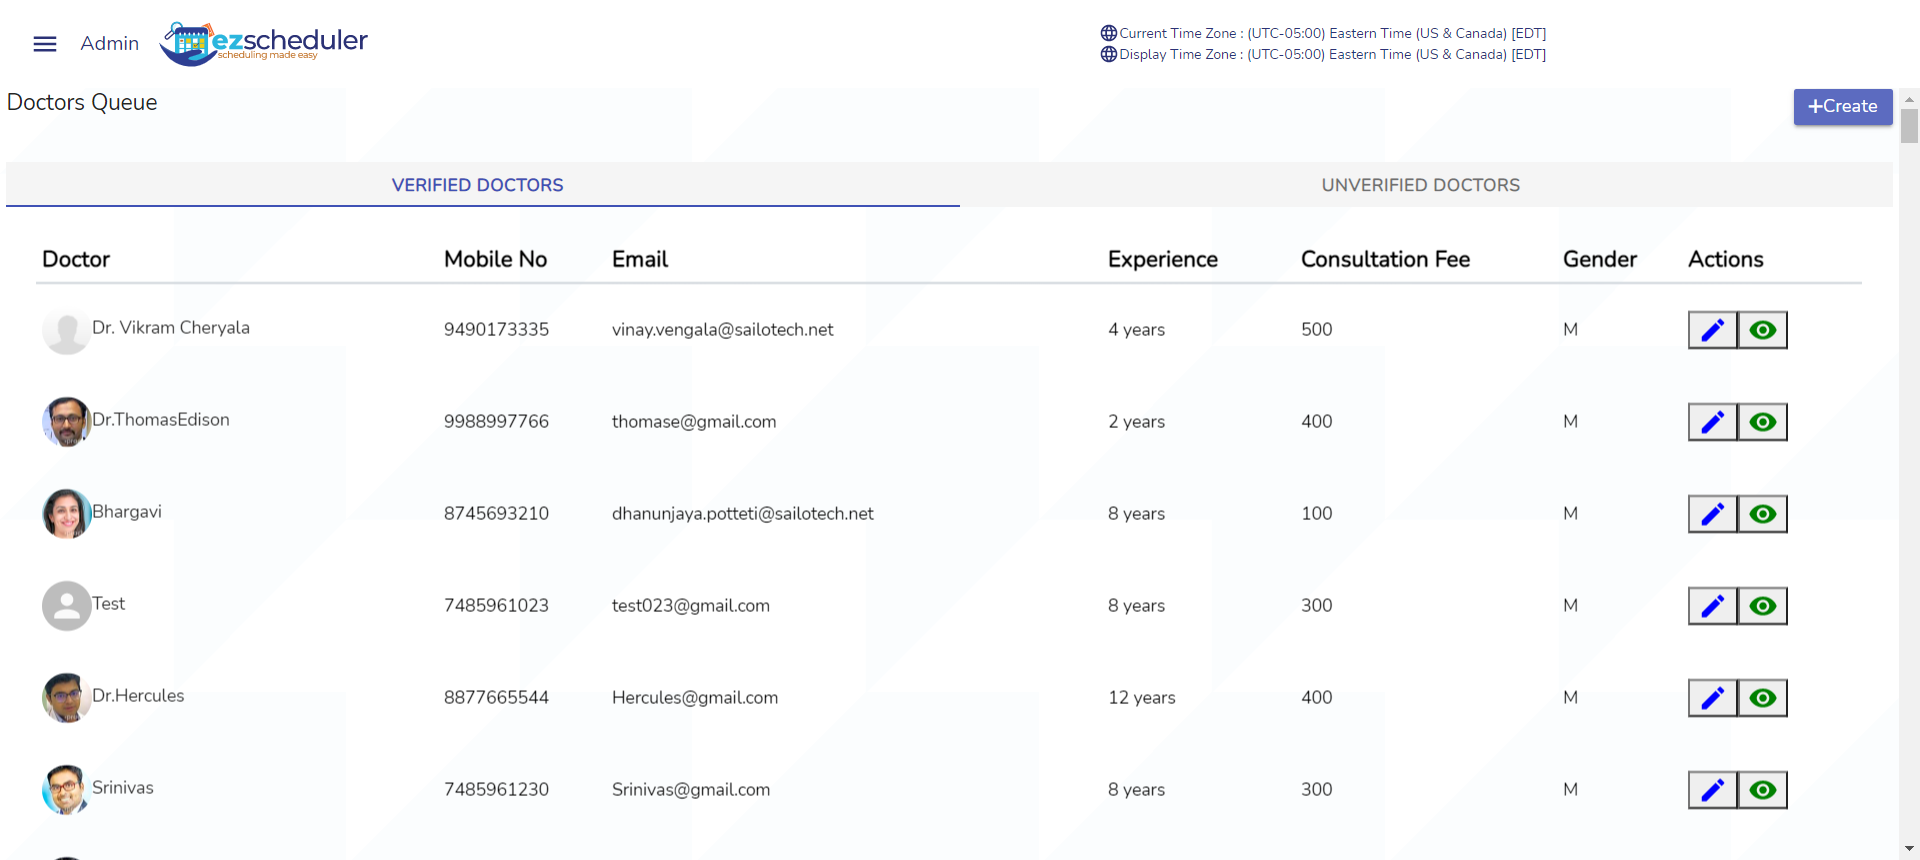 Admin
ezscheduler
scheduling made easy
Current Time Zone : (UTC-05:00) Eastern Time (US & Canada) [EDT]
Display Time Zone : (UTC-05:00) Eastern Time (US & Canada) [EDT]
Doctors Queue
+Create
VERIFIED DOCTORS UNVERIFIED DOCTORS
Doctor Mobile No Email Experience Consultation Fee Gender Actions
Dr. Vikram Cheryala 9490173335 vinay.vengala@sailotech.net 4 years 500 M
Dr.ThomasEdison 9988997766 thomase@gmail.com 2 years 400 M
Bhargavi 8745693210 dhanunjaya.potteti@sailotech.net 8 years 100 M
Test 7485961023 test023@gmail.com 8 years 300 M
Dr.Hercules 8877665544 Hercules@gmail.com 12 years 400 M
Srinivas 7485961230 Srinivas@gmail.com 8 years 300 M